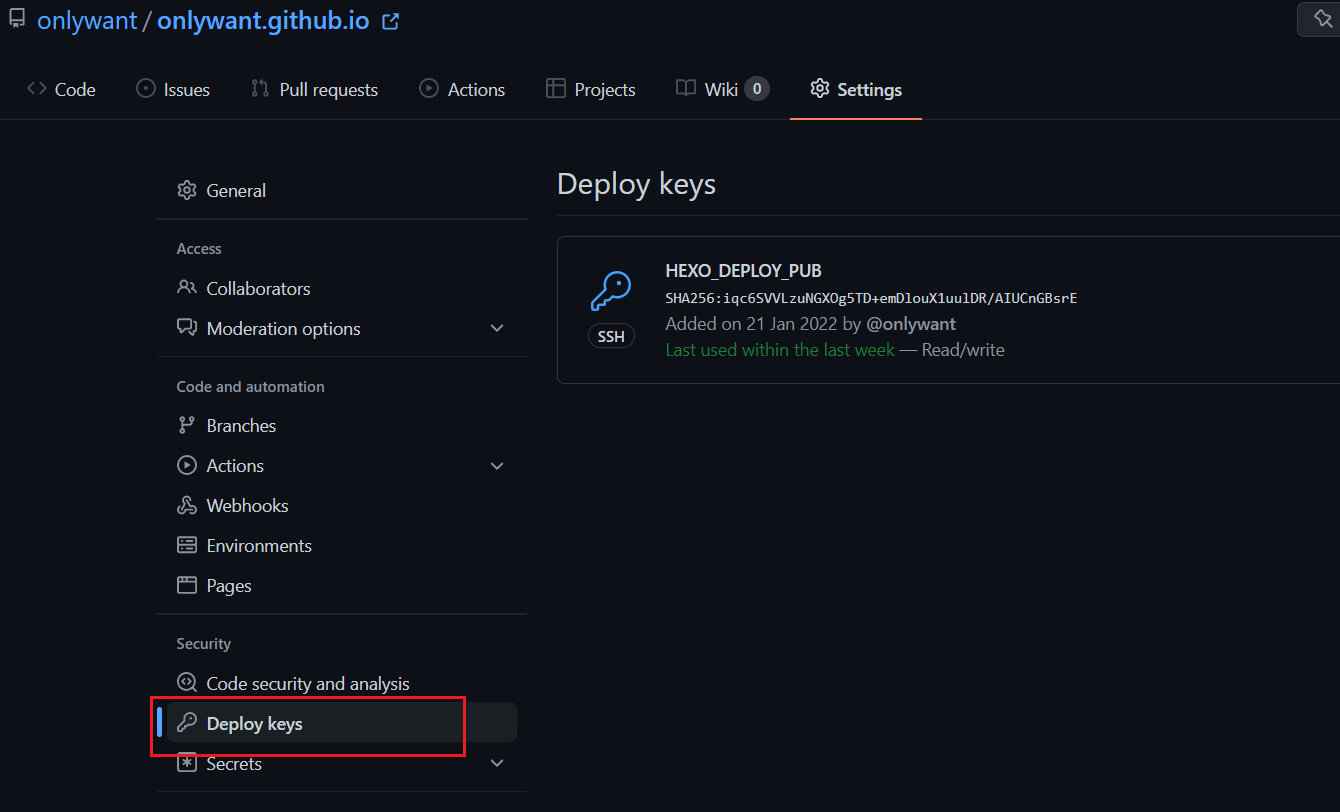 onlywant / onlywant.github.io
Code Issues Pull requests Actions Projects Wiki 0 Settings
General
Access
Collaborators
Moderation options
Code and automation
Branches
Actions
Webhooks
Environments
Pages
Security
Code security and analysis
Deploy keys
Secrets
Deploy keys
HEXO_DEPLOY_PUB
SHA256:iqc6SVVLzuNGXOg5TD+emDlouX1uulDR/AIUCnGBsrE
Added on 21 Jan 2022 by @onlywant
SSH
Last used within the last week — Read/write